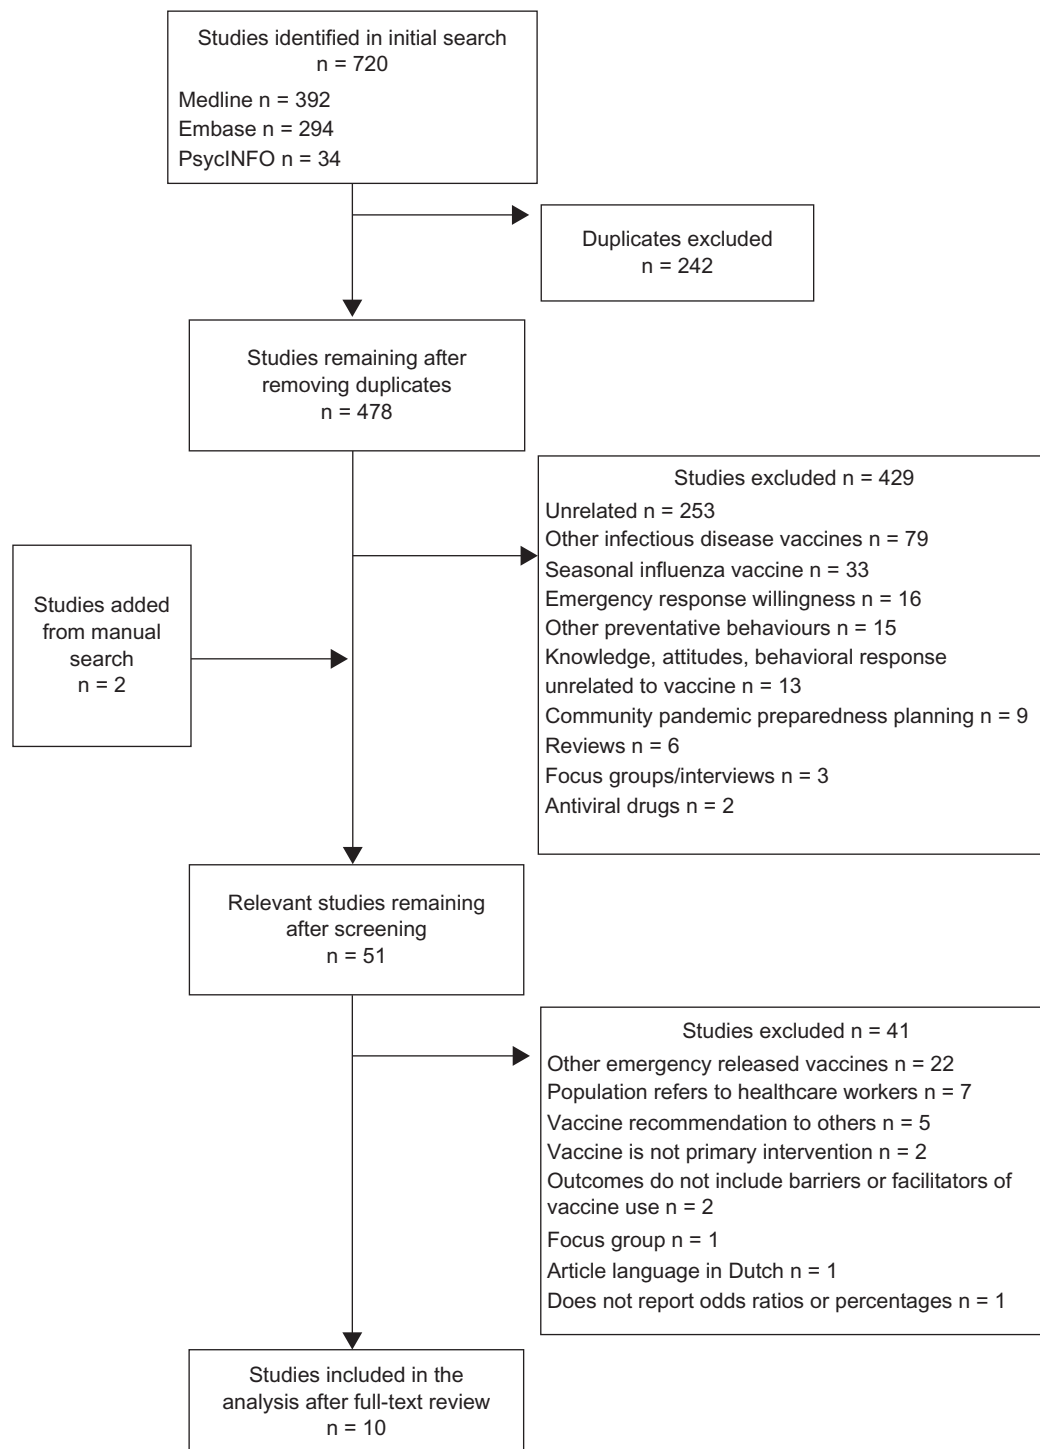 Studies identified in initial search
n = 720
Medline n = 392
Embase n = 294
PsycINFO n = 34
Duplicates excluded
n = 242
Studies remaining after
removing duplicates
n = 478
Studies excluded n = 429
Unrelated n = 253
Other infectious disease vaccines n = 79
Seasonal influenza vaccine n = 33
Emergency response willingness n = 16
Other preventative behaviours n = 15
Knowledge, attitudes, behavioral response
unrelated to vaccine n = 13
Community pandemic preparedness planning n = 9
Reviews n = 6
Focus groups/interviews n = 3
Antiviral drugs n = 2
Studies added
from manual
search
n = 2
Relevant studies remaining
after screening
n = 51
Studies excluded n = 41
Other emergency released vaccines n = 22
Population refers to healthcare workers n = 7
Vaccine recommendation to others n = 5
Vaccine is not primary intervention n = 2
Outcomes do not include barriers or facilitators of
vaccine use n = 2
Focus group n = 1
Article language in Dutch n = 1
Does not report odds ratios or percentages n = 1
Studies included in the
analysis after full-text review
n = 10